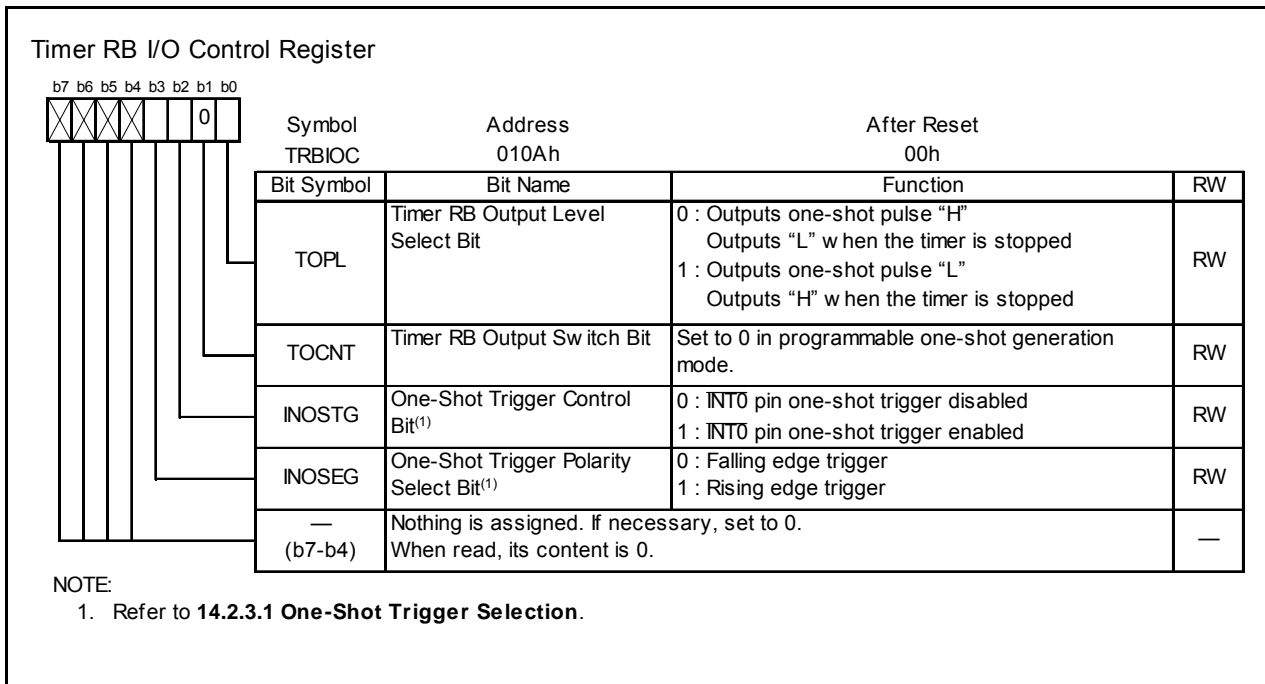 Timer RB I/O Control Register
b7 b6 b5 b4 b3 b2 b1 b0
0
Symbol Address After Reset
TRBIOC 010Ah 00h
Bit Symbol Bit Name Function RW
TOPL Timer RB Output Level Select Bit 0 : Outputs one-shot pulse “H” RW
Outputs “L” w hen the timer is stopped
1 : Outputs one-shot pulse “L”
Outputs “H” w hen the timer is stopped
TOCNT Timer RB Output Sw itch Bit Set to 0 in programmable one-shot generation mode. RW
INOSTG One-Shot Trigger Control Bit(1) 0 : INT0 pin one-shot trigger disabled RW
1 : INT0 pin one-shot trigger enabled
INOSEG One-Shot Trigger Polarity Select Bit(1) 0 : Falling edge trigger RW
1 : Rising edge trigger
— (b7-b4) Nothing is assigned. If necessary, set to 0. —
When read, its content is 0.
NOTE:
1. Refer to 14.2.3.1 One-Shot Trigger Selection.